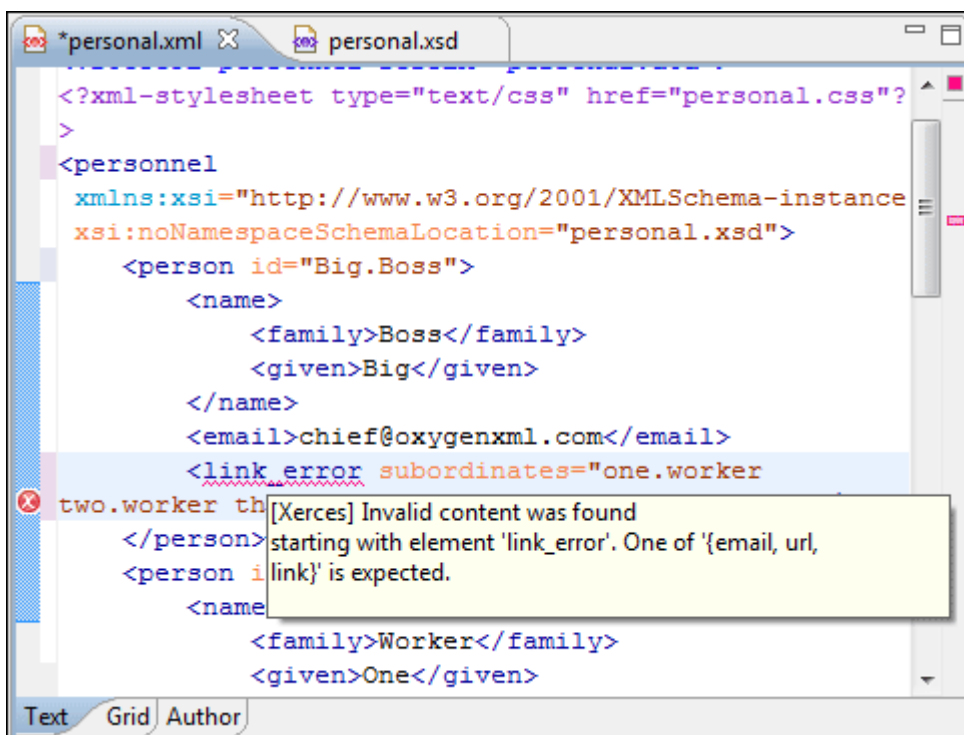 *personal.xml personal.xsd
<?xml-stylesheet type="text/css" href="personal.css"?
>
<personnel
xmlns:xsi="http://www.w3.org/2001/XMLSchema-instance
xsi:noNamespaceSchemaLocation="personal.xsd">
<person id="Big.Boss">
<name>
<family>Boss</family>
<given>Big</given>
</name>
<email>chief@oxygenxml.com</email>
<link_error subordinates="one.worker
two.worker th
[Xerces] Invalid content was found
</person>
starting with element 'link_error'. One of '{email, url,
<person i
link}' is expected.
<name
<family>Worker</family>
<given>One</given>
Text Grid Author